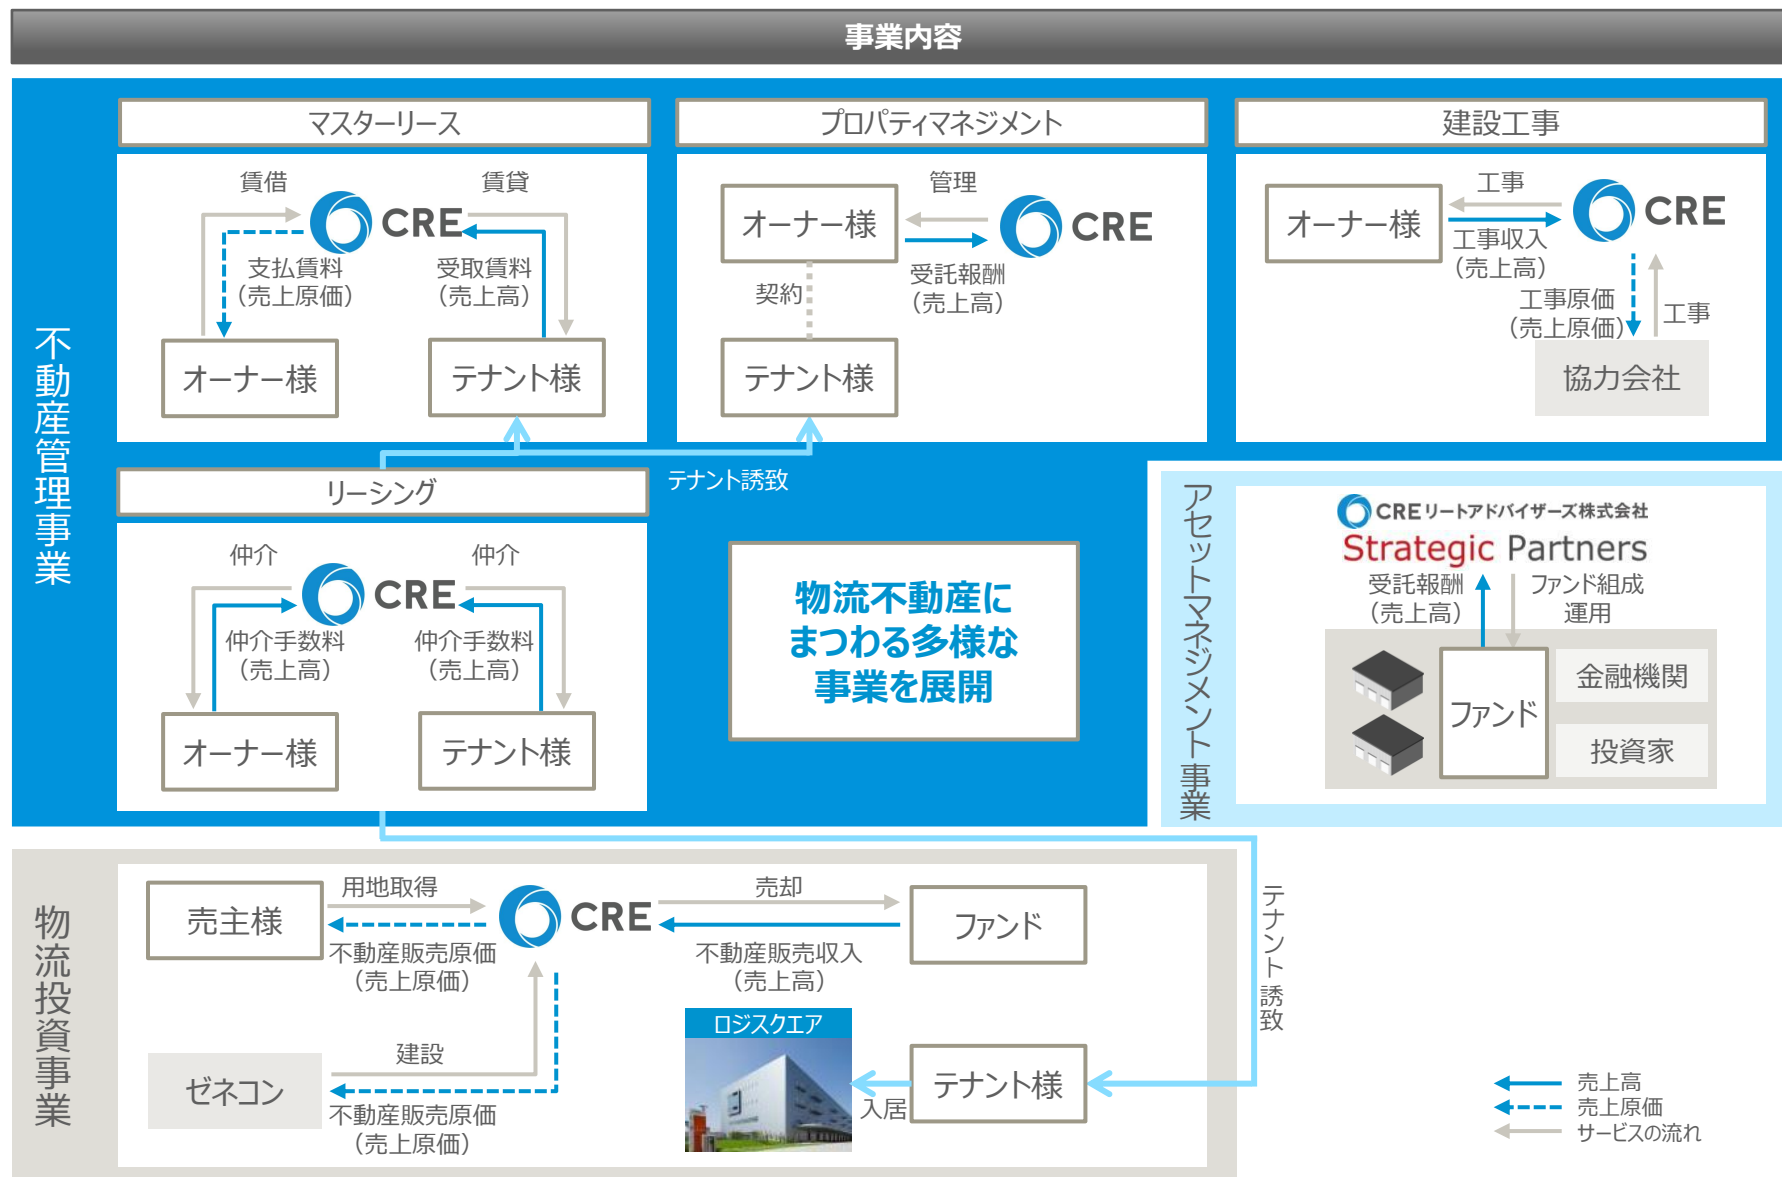 事業内容
不動産管理事業
マスターリース
賃借
賃貸
CRE
支払賃料
（売上原価）
受取賃料
（売上高）
オーナー様
テナント様
プロパティマネジメント
オーナー様
管理
CRE
受託報酬
（売上高）
契約
テナント様
建設工事
オーナー様
工事
CRE
工事収入
（売上高）
工事原価
（売上原価）
工事
協力会社
テナント誘致
リーシング
仲介
仲介
CRE
仲介手数料
（売上高）
仲介手数料
（売上高）
オーナー様
テナント様
物流不動産に
まつわる多様な
事業を展開
アセットマネジメント事業
CREリートアドバイザーズ株式会社
Strategic Partners
受託報酬
（売上高）
ファンド組成
運用
ファンド
金融機関
投資家
物流投資事業
売主様
用地取得
CRE
不動産販売原価
（売上原価）
売却
ファンド
不動産販売収入
（売上高）
ゼネコン
建設
不動産販売原価
（売上原価）
ロジスクエア
入居
テナント様
テナント誘致
売上高
売上原価
サービスの流れ